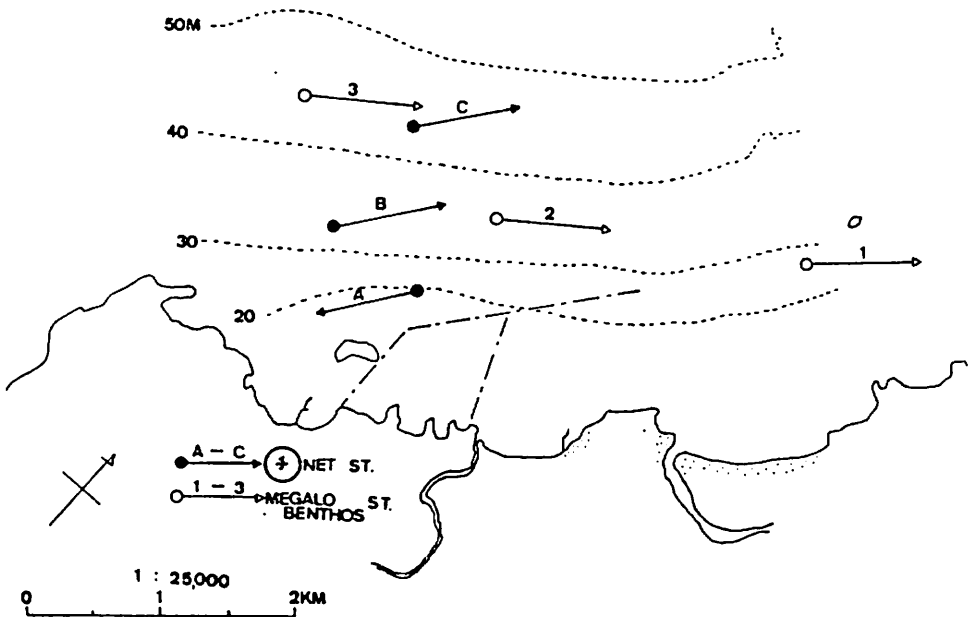 50M
3
C
40
B
2
30
1
A
20
A – C
NET ST.
1 – 3
MEGALO ST.
BENTHOS
1 : 25,000
0 1 2KM